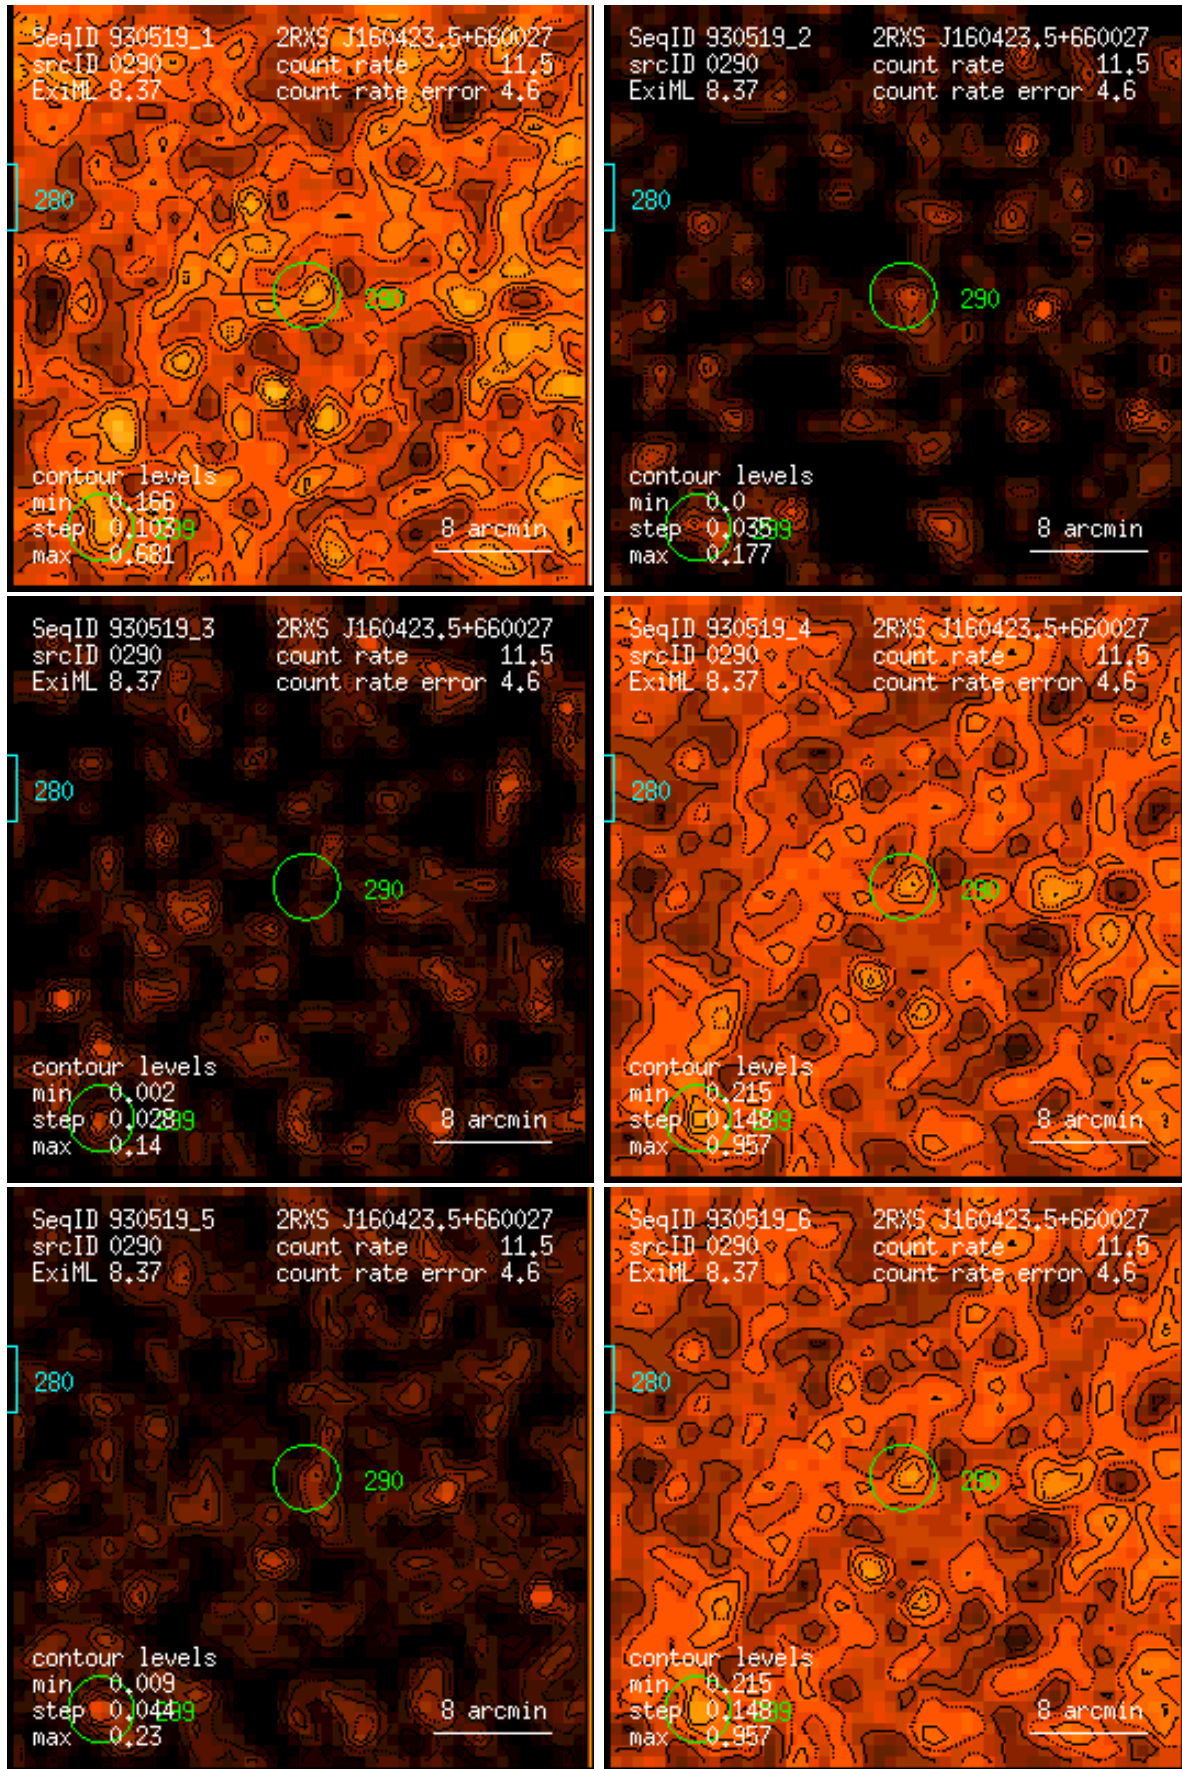 SeqID 930519_1 2RXS J160423.5+660027
srcID 0290 count rate 11.5
ExiML 8.37 count rate error 4.6
280
290
contour levels
min 0.166
step 0.103 299
max 0.681
8 arcmin
SeqID 930519_2 2RXS J160423.5+660027
srcID 0290 count rate 11.5
ExiML 8.37 count rate error 4.6
280
290
contour levels
min 0.0
step 0.035 299
max 0.177
8 arcmin
SeqID 930519_3 2RXS J160423.5+660027
srcID 0290 count rate 11.5
ExiML 8.37 count rate error 4.6
280
290
contour levels
min 0.002
step 0.028 299
max 0.14
8 arcmin
SeqID 930519_4 2RXS J160423.5+660027
srcID 0290 count rate 11.5
ExiML 8.37 count rate error 4.6
280
290
contour levels
min 0.215
step 0.148 299
max 0.957
8 arcmin
SeqID 930519_5 2RXS J160423.5+660027
srcID 0290 count rate 11.5
ExiML 8.37 count rate error 4.6
280
290
contour levels
min 0.009
step 0.044 299
max 0.23
8 arcmin
SeqID 930519_6 2RXS J160423.5+660027
srcID 0290 count rate 11.5
ExiML 8.37 count rate error 4.6
280
290
contour levels
min 0.215
step 0.148 299
max 0.957
8 arcmin